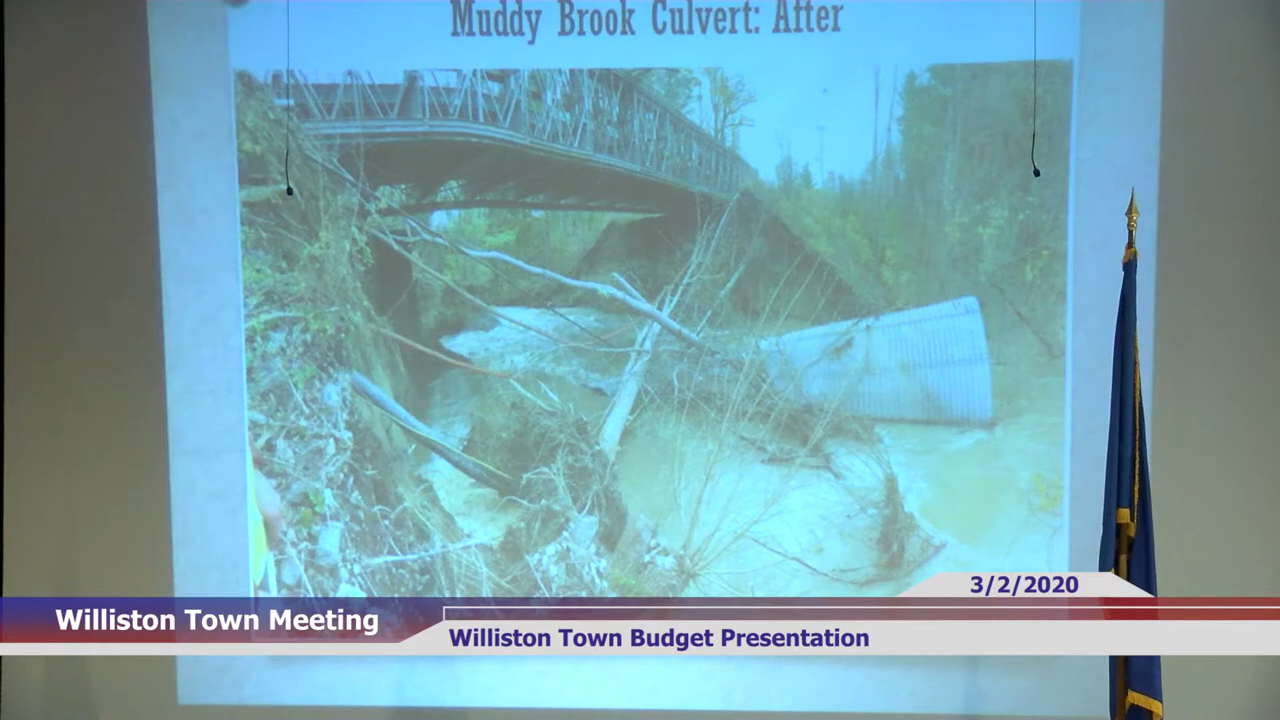 Muddy Brook Culvert: After
3/2/2020
Williston Town Meeting
Williston Town Budget Presentation